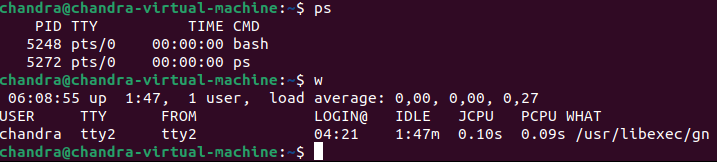 chandra@chandra-virtual-machine:~$ ps
    PID TTY          TIME CMD
   5248 pts/0    00:00:00 bash
   5272 pts/0    00:00:00 ps
chandra@chandra-virtual-machine:~$ w
 06:08:55 up  1:47,  1 user,  load average: 0,00, 0,00, 0,27
USER     TTY      FROM             LOGIN@   IDLE   JCPU   PCPU WHAT
chandra  tty2     tty2             04:21    1:47m  0.10s  0.09s /usr/libexec/gn
chandra@chandra-virtual-machine:~$